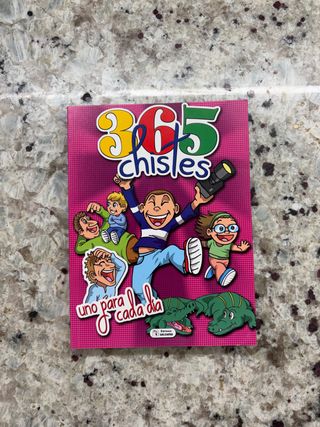 365
chistes
uno para
cada día